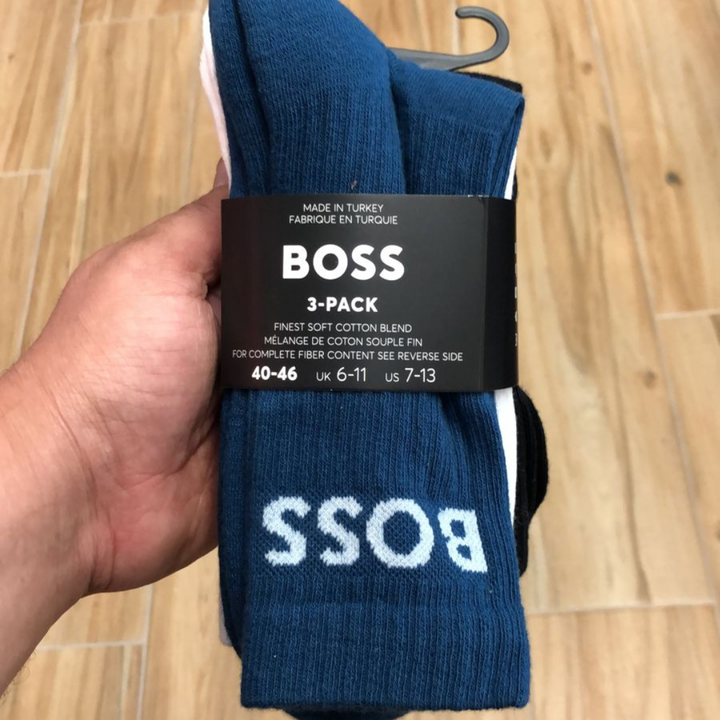 MADE IN TURKEY
FABRIQUE EN TURQUIE
BOSS
3-PACK
FINEST SOFT COTTON BLEND
MÉLANGE DE COTON SOUPLE FIN
FOR COMPLETE FIBER CONTENT SEE REVERSE SIDE
40-46 UK 6-11 US 7-13
BOSS